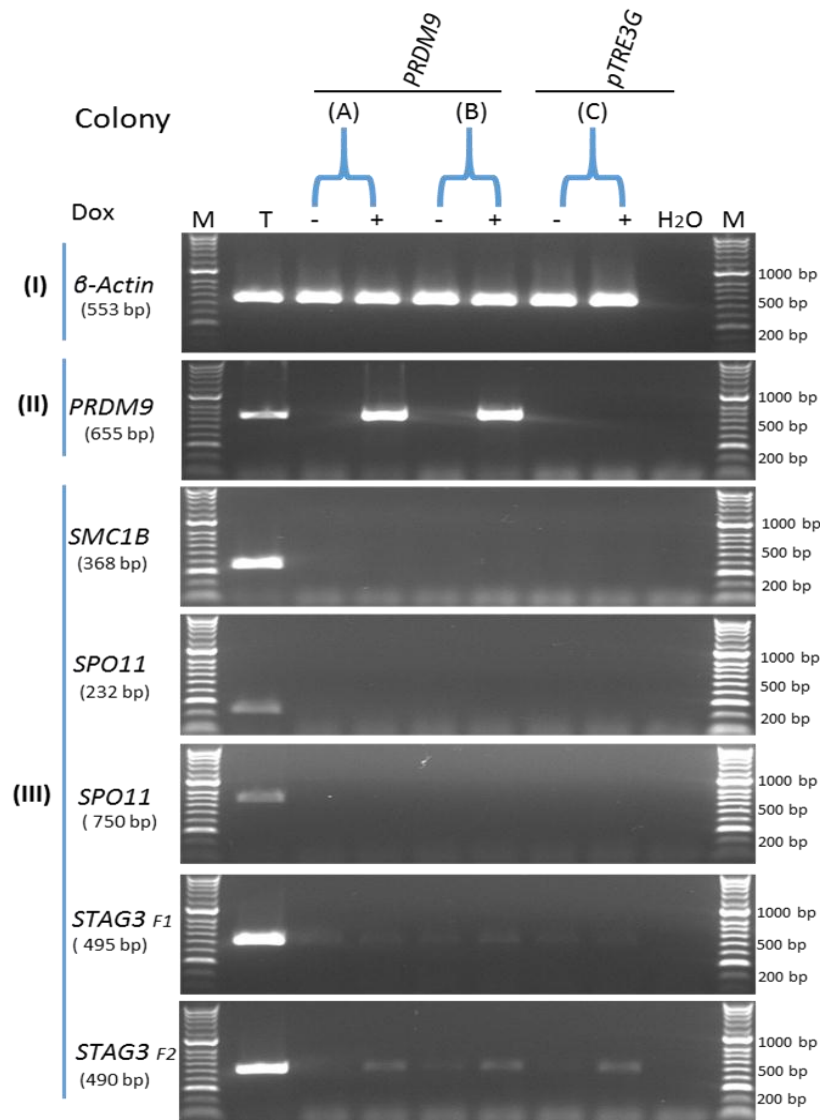 PRDM9
pTRE3G
Colony (A) (B) (C)
Dox M T - + - + - + H2O M
(I) β-Actin
(553 bp)
1000 bp
500 bp
200 bp
(II) PRDM9
(655 bp)
1000 bp
500 bp
200 bp
SMC1B
(368 bp)
1000 bp
500 bp
200 bp
SPO11
(232 bp)
1000 bp
500 bp
200 bp
(III)
SPO11
( 750 bp)
1000 bp
500 bp
200 bp
STAG3 F1
( 495 bp)
1000 bp
500 bp
200 bp
STAG3 F2
(490 bp)
1000 bp
500 bp
200 bp